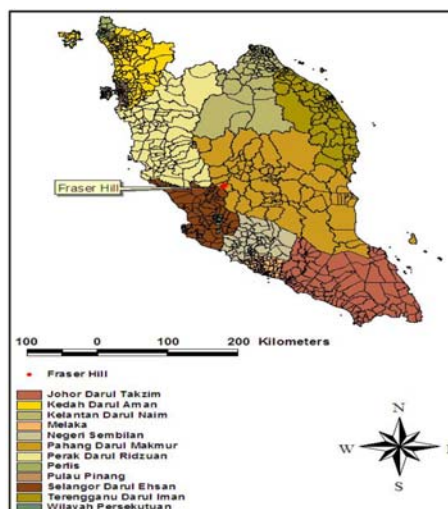 Fraser Hill
100 0 100 200 Kilometers
Fraser Hill
Johor Darul Takzim
Kedah Darul Aman
Kelantan Darul Naim
Melaka
Negeri Sembilan
Pahang Darul Makmur
Perak Darul Ridzuan
Perlis
Pulau Pinang
Selangor Darul Ehsan
Terengganu Darul Iman
Wilayah Persekutuan
N
W
S